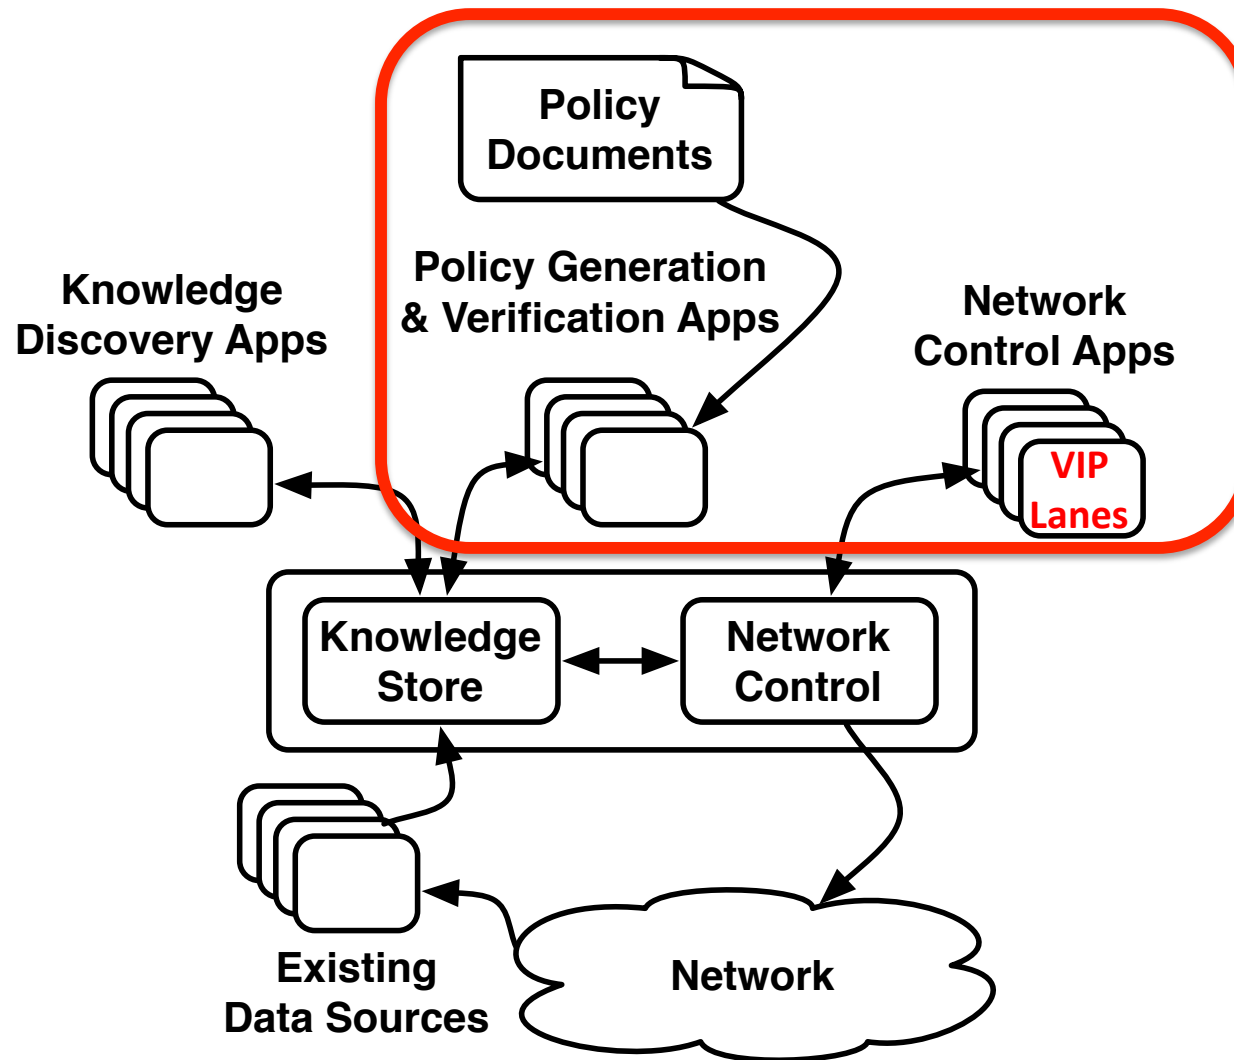 Policy
Documents
Policy Generation
& Verification Apps
Knowledge
Discovery Apps
Network
Control Apps
VIP
Lanes
Knowledge
Store
Network
Control
Existing
Data Sources
Network